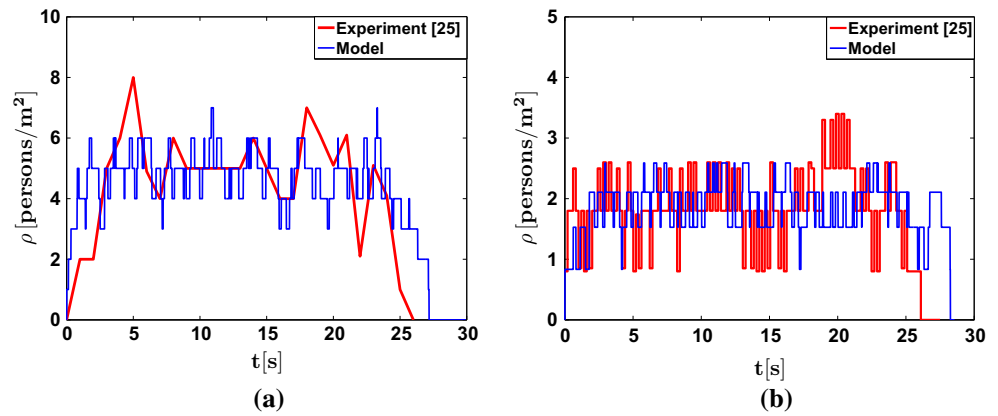 10
8
6
4
2
0
ρ [persons/m²]
Experiment [25]
Model
0 5 10 15 20 25 30
t[s]
(a)
5
4
3
2
1
0
ρ [persons/m²]
Experiment [25]
Model
0 5 10 15 20 25 30
t[s]
(b)